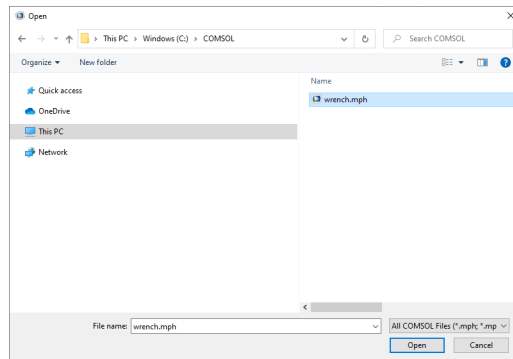 Open
This PC › Windows (C:) › COMSOL
Search COMSOL
Organize
New folder
Name
Quick access
wrench.mph
OneDrive
This PC
Network
File name: wrench.mph
All COMSOL Files (*.mph; *.mp
Open
Cancel